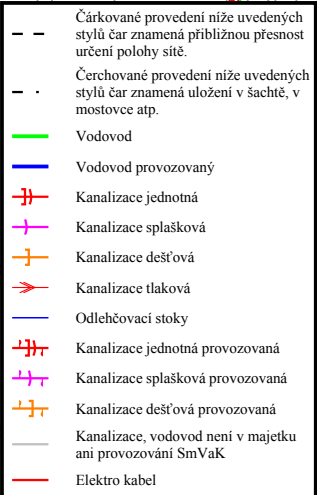 Čárkované provedení níže uvedených
stylů čar znamená přibližnou přesnost
určení polohy sítě.
Čerchované provedení níže uvedených
stylů čar znamená uložení v šachtě, v
mostovce atp.
Vodovod
Vodovod provozovaný
Kanalizace jednotná
Kanalizace splašková
Kanalizace dešťová
Kanalizace tlaková
Odlehčovací stoky
Kanalizace jednotná provozovaná
Kanalizace splašková provozovaná
Kanalizace dešťová provozovaná
Kanalizace, vodovod není v majetku
ani provozování SmVaK
Elektro kabel